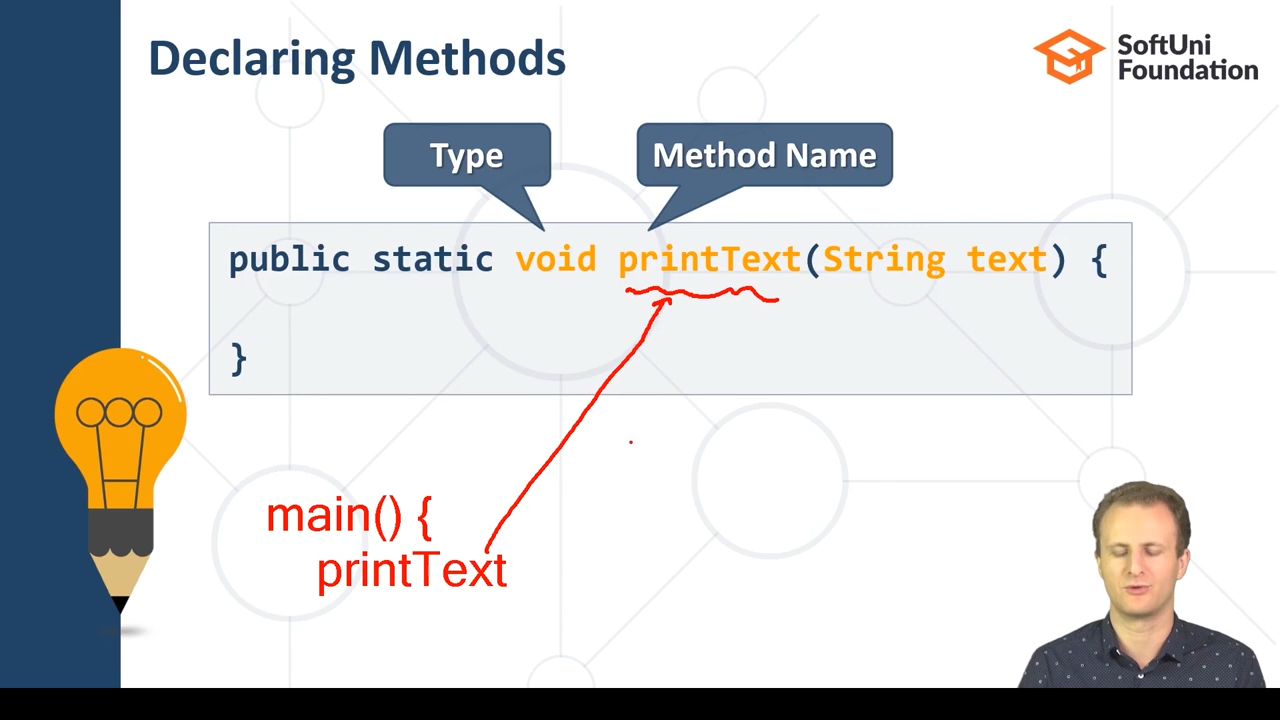 Declaring Methods
SoftUni
Foundation
Type
Method Name
public static void printText(String text) {
}
main() {
printText